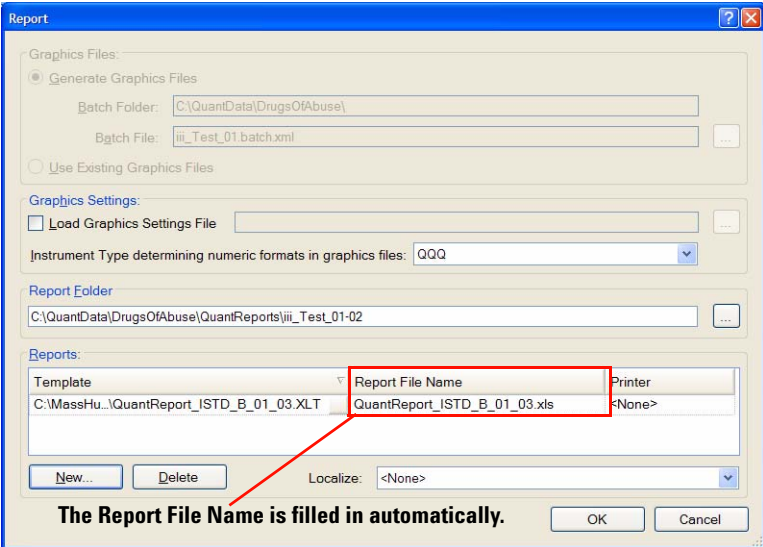 Report
Graphics Files:
Generate Graphics Files
Batch Folder: C:\QuantData\DrugsOfAbuse\
Batch File: iii_Test_01.batch.xml ...
Use Existing Graphics Files
Graphics Settings:
Load Graphics Settings File ...
Instrument Type determining numeric formats in graphics files: QQQ
Report Folder
C:\QuantData\DrugsOfAbuse\QuantReports\iii_Test_01-02 ...
Reports:
Template Report File Name Printer
C:\MassHu...\QuantReport_ISTD_B_01_03.XLT QuantReport_ISTD_B_01_03.xls <None>
New... Delete Localize: <None>
The Report File Name is filled in automatically.
OK Cancel